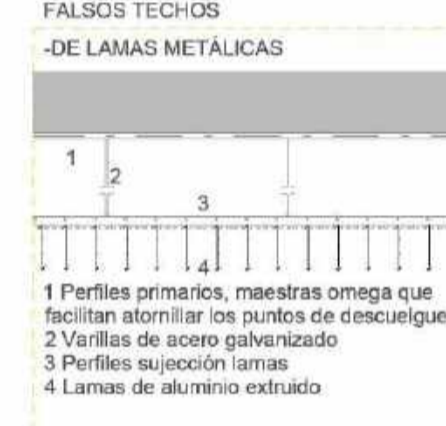 FALSOS TECHOS
-DE LAMAS METÁLICAS
1
2
3
4
1 Perfiles primarios, maestras omega que
facilitan atornillar los puntos de descuelgue
2 Varillas de acero galvanizado
3 Perfiles sujección lamas
4 Lamas de aluminio extruido